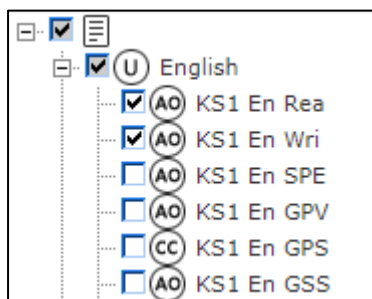 U English
AO KS1 En Rea
AO KS1 En Wri
AO KS1 En SPE
AO KS1 En GPV
CC KS1 En GPS
AO KS1 En GSS